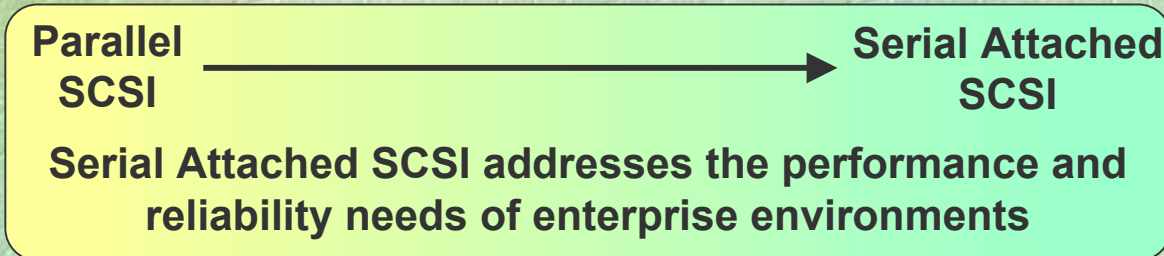 Parallel
SCSI
Serial Attached
SCSI
Serial Attached SCSI addresses the performance and
reliability needs of enterprise environments